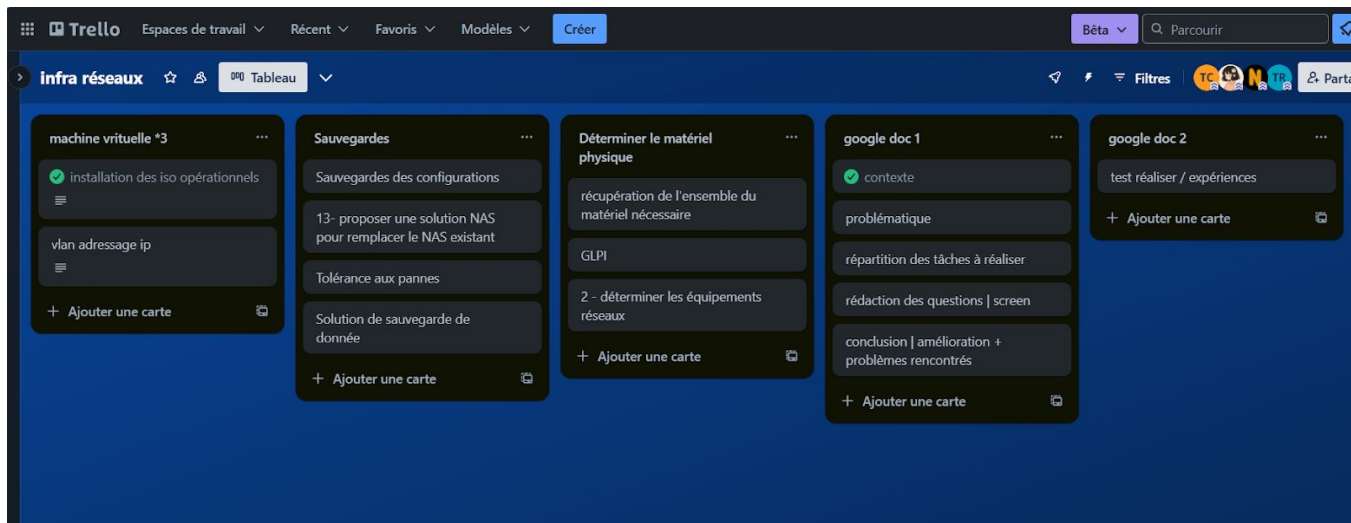 Trello Espaces de travail Récent Favoris Modèles Créer Bêta Parcourir
infra réseaux Tableau Filtres TC N TR Parta
machine vrituelle *3
installation des iso opérationnels
vlan adressage ip
+ Ajouter une carte
Sauvegardes
Sauvegardes des configurations
13- proposer une solution NAS
pour remplacer le NAS existant
Tolérance aux pannes
Solution de sauvegarde de
donnée
+ Ajouter une carte
Déterminer le matériel
physique
récupération de l'ensemble du
matériel nécessaire
GLPI
2 - déterminer les équipements
réseaux
+ Ajouter une carte
google doc 1
contexte
problématique
répartition des tâches à réaliser
rédaction des questions | screen
conclusion | amélioration +
problèmes rencontrés
+ Ajouter une carte
google doc 2
test réaliser / expériences
+ Ajouter une carte